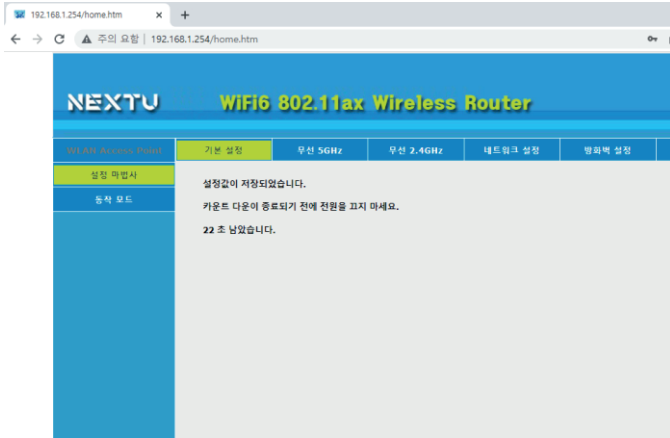 192.168.1.254/home.htm
주의 요함 | 192.168.1.254/home.htm
NEXTU WiFi6 802.11ax Wireless Router
WLAN Access Point 기본 설정 무선 5GHz 무선 2.4GHz 네트워크 설정 방화벽 설정
설정 마법사
동작 모드
설정값이 저장되었습니다.
카운트 다운이 종료되기 전에 전원을 끄지 마세요.
22 초 남았습니다.